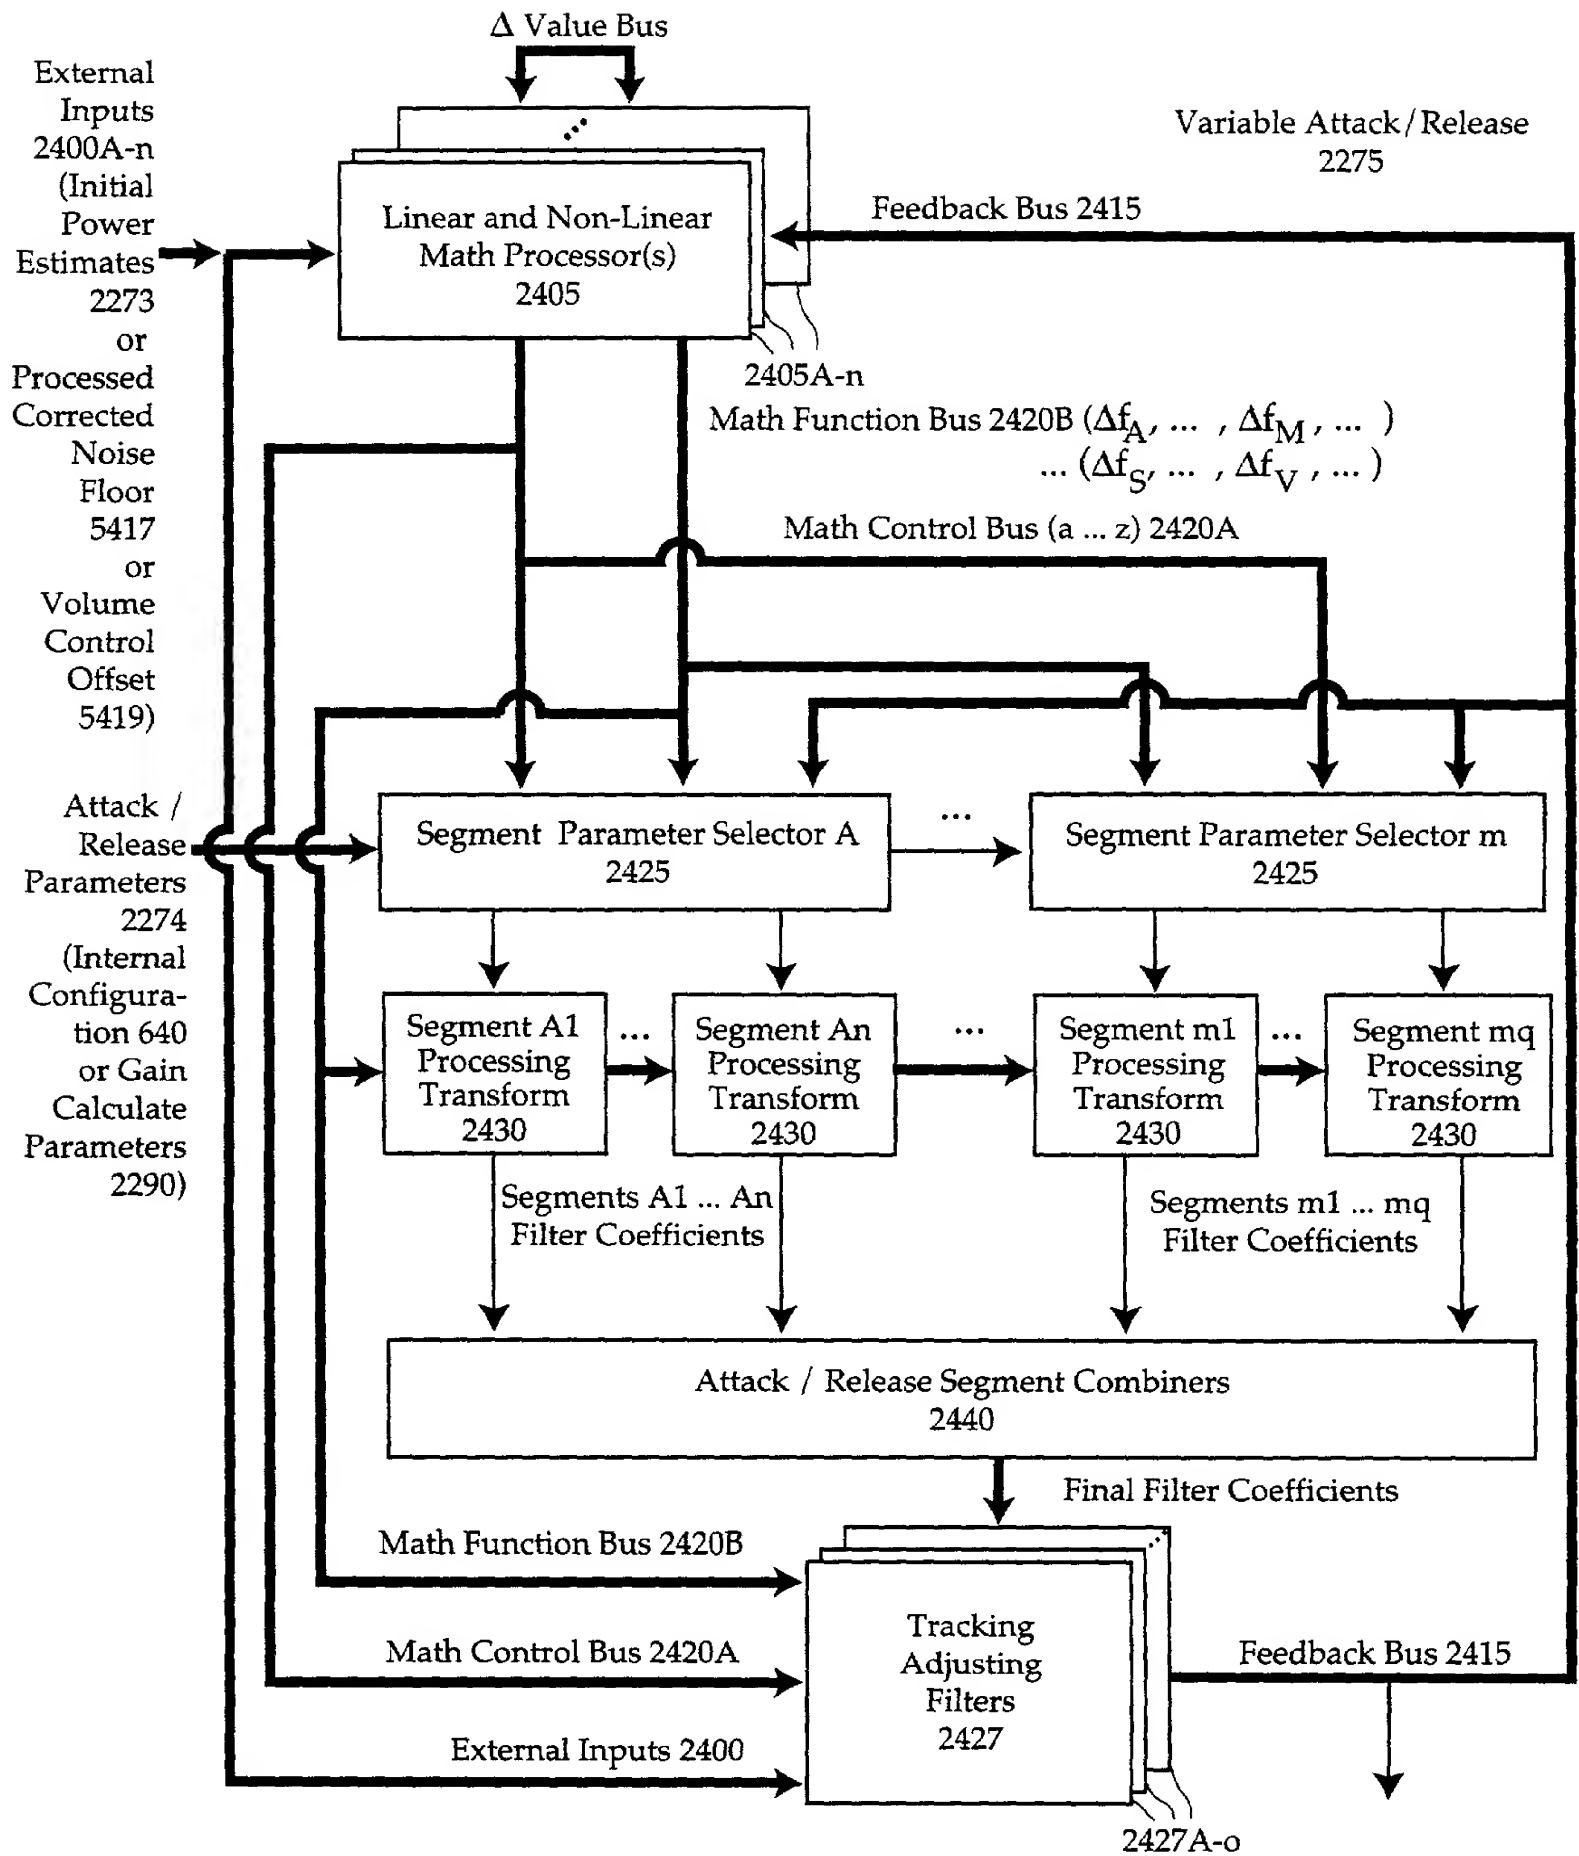 Δ Value Bus
External
Inputs
2400A-n
(Initial
Power
Estimates
2273
or
Processed
Corrected
Noise
Floor
5417
or
Volume
Control
Offset
5419)
Variable Attack / Release
2275
Feedback Bus 2415
Linear and Non-Linear
Math Processor(s)
2405
2405A-n
Math Function Bus 2420B (Δf_A, ... , Δf_M, ... )
... (Δf_S, ... , Δf_V, ... )
Math Control Bus (a ... z) 2420A
Attack /
Release
Parameters
2274
(Internal
Configura-
tion 640
or Gain
Calculate
Parameters
2290)
Segment Parameter Selector A
2425
...
Segment Parameter Selector m
2425
Segment A1
Processing
Transform
2430
...
Segment An
Processing
Transform
2430
...
Segment m1
Processing
Transform
2430
...
Segment mq
Processing
Transform
2430
Segments A1 ... An
Filter Coefficients
Segments m1 ... mq
Filter Coefficients
Attack / Release Segment Combiners
2440
Final Filter Coefficients
Math Function Bus 2420B
Math Control Bus 2420A
External Inputs 2400
Tracking
Adjusting
Filters
2427
Feedback Bus 2415
2427A-o